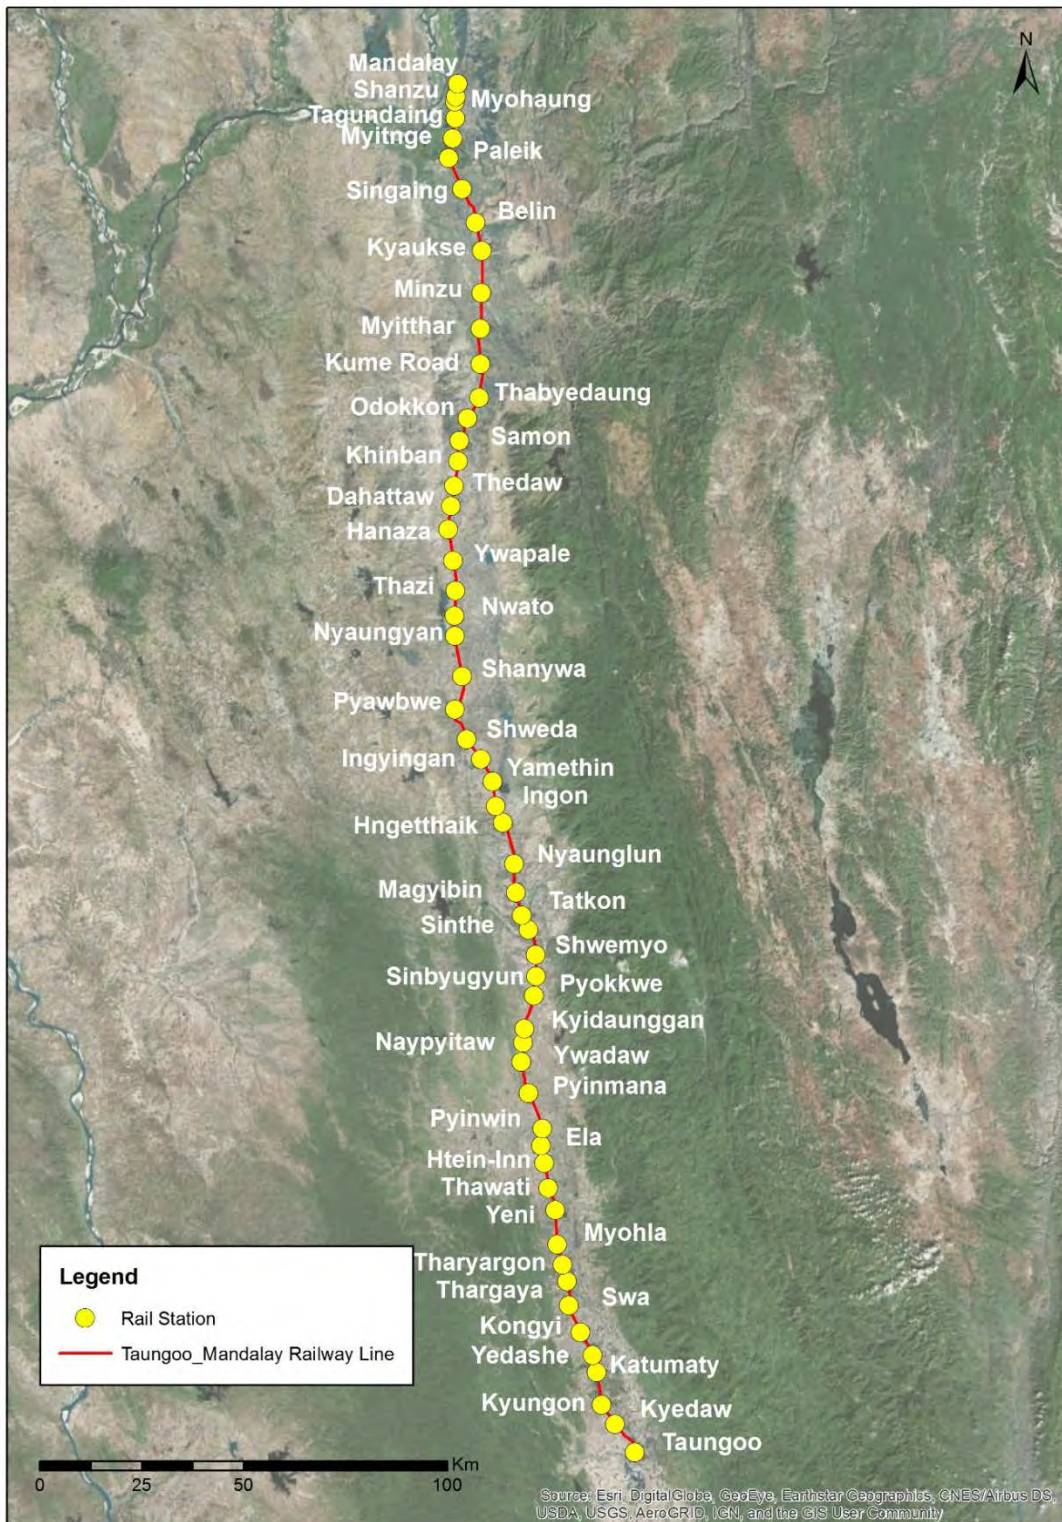 N
Mandalay
Shanzu
Myohaung
Tagundaing
Myitnge
Paleik
Singaing
Belin
Kyaukse
Minzu
Myitthar
Kume Road
Thabyedaung
Odokkon
Samon
Khinban
Thedaw
Dahattaw
Hanaza
Ywapale
Thazi
Nwato
Nyaungyan
Shanywa
Pyawbwe
Shweda
Ingyingan
Yamethin
Ingon
Hngetthaik
Nyaunglun
Magyibin
Tatkon
Sinthe
Shwemyo
Sinbyugyun
Pyokkwe
Kyidaunggan
Naypyitaw
Ywadaw
Pyinmana
Pyinwin
Ela
Htein-Inn
Thawati
Yeni
Myohla
Tharyargon
Thargaya
Swa
Kongyi
Yedashe
Katumaty
Kyungon
Kyedaw
Taungoo
Legend
Rail Station
Taungoo_Mandalay Railway Line
Km
0 25 50 100
Source: Esri, DigitalGlobe, GeoEye, Earthstar Geographics, CNES/Airbus DS,
USDA, USGS, AeroGRID, IGN, and the GIS User Community